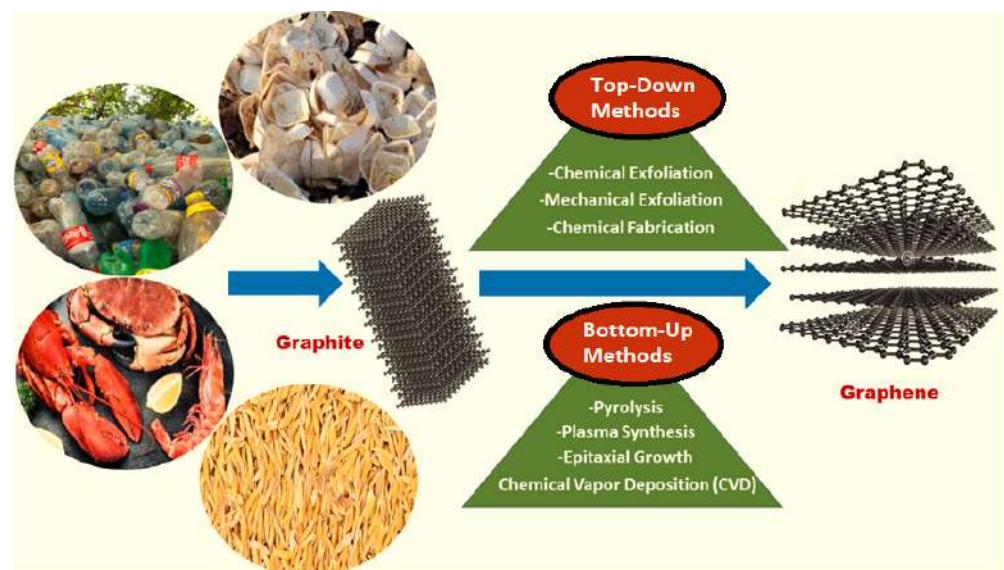 Top-Down
Methods
-Chemical Exfoliation
-Mechanical Exfoliation
-Chemical Fabrication
Graphite
Bottom-Up
Methods
-Pyrolysis
-Plasma Synthesis
-Epitaxial Growth
Chemical Vapor Deposition (CVD)
Graphene